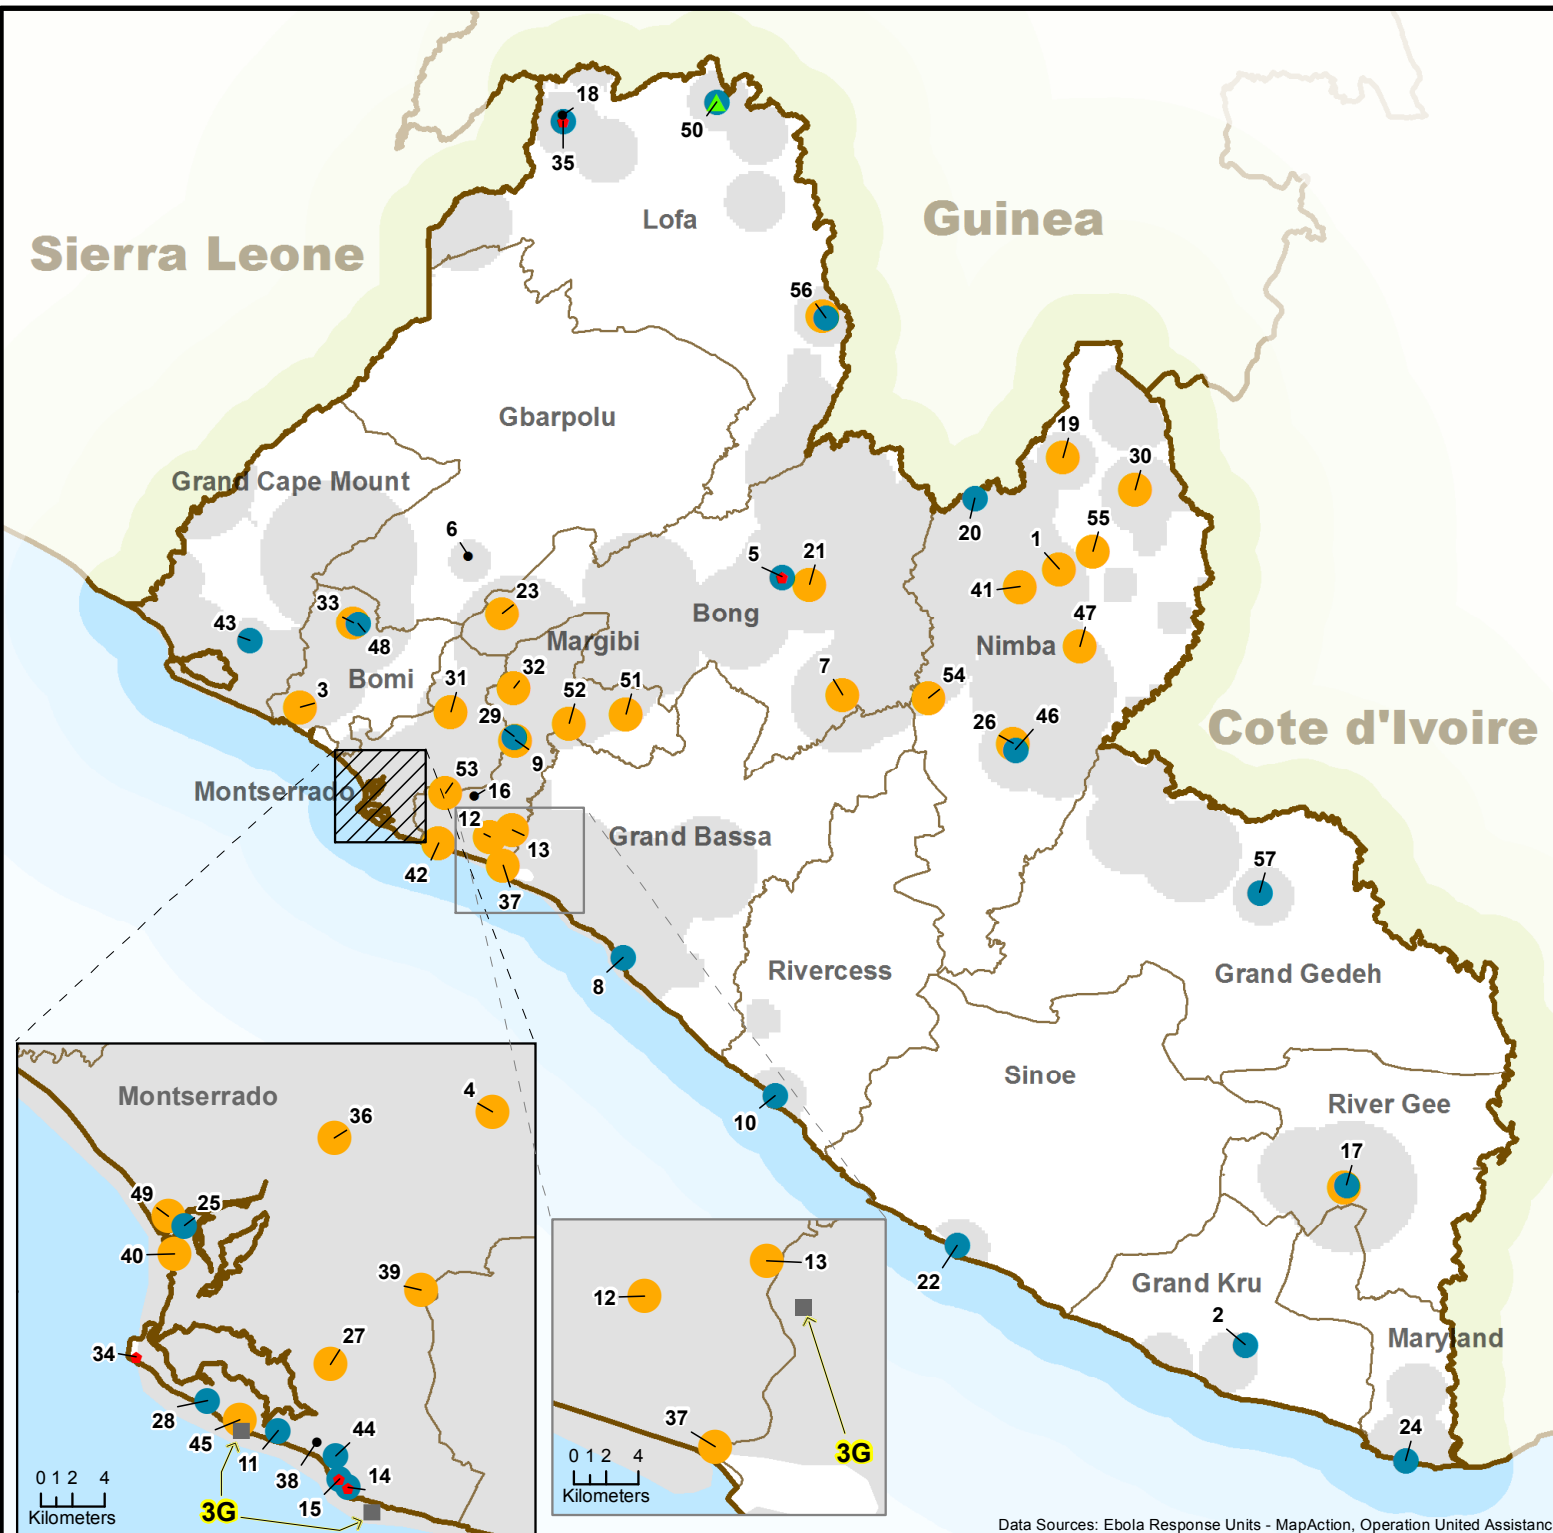 18
50
35
Lofa
Guinea
Sierra Leone
56
Gbarpolu
19
30
Grand Cape Mount
20
55
6
1
5
21
41
23
33
43
48
Bong
Margibi
47
Nimba
32
7
54
Bomi
31
3
52
51
29
26
46
Cote d'Ivoire
9
53
16
Montserrado
12
13
Grand Bassa
42
37
57
8
Rivercess
Grand Gedeh
Sinoe
10
River Gee
17
22
Grand Kru
2
Maryland
24
Montserrado
4
36
49
25
40
39
27
34
28
45
11
44
38
14
15
3G
0 1 2 4
Kilometers
13
12
37
3G
0 1 2 4
Kilometers
Data Sources: Ebola Response Units - MapAction, Operation United Assistanc